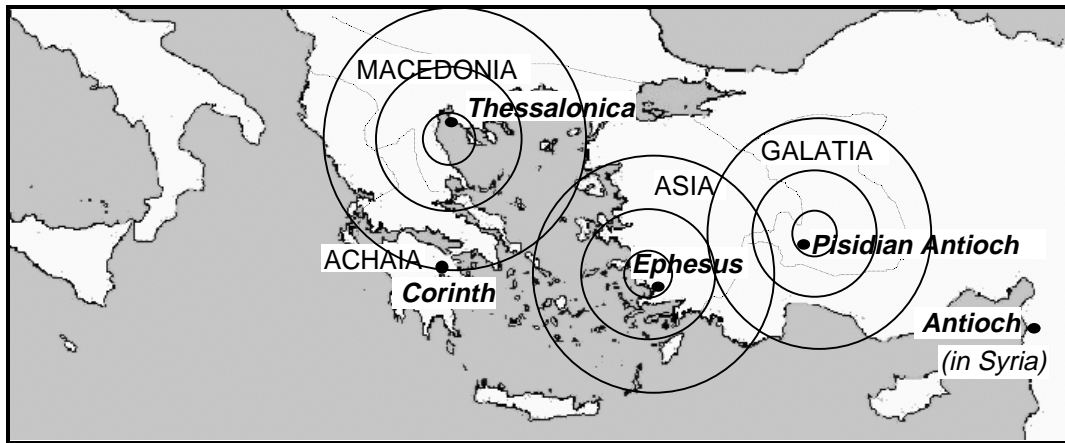 MACEDONIA
Thessalonica
GALATIA
ASIA
Pisidian Antioch
ACHAIA
Ephesus
Corinth
Antioch
(in Syria)